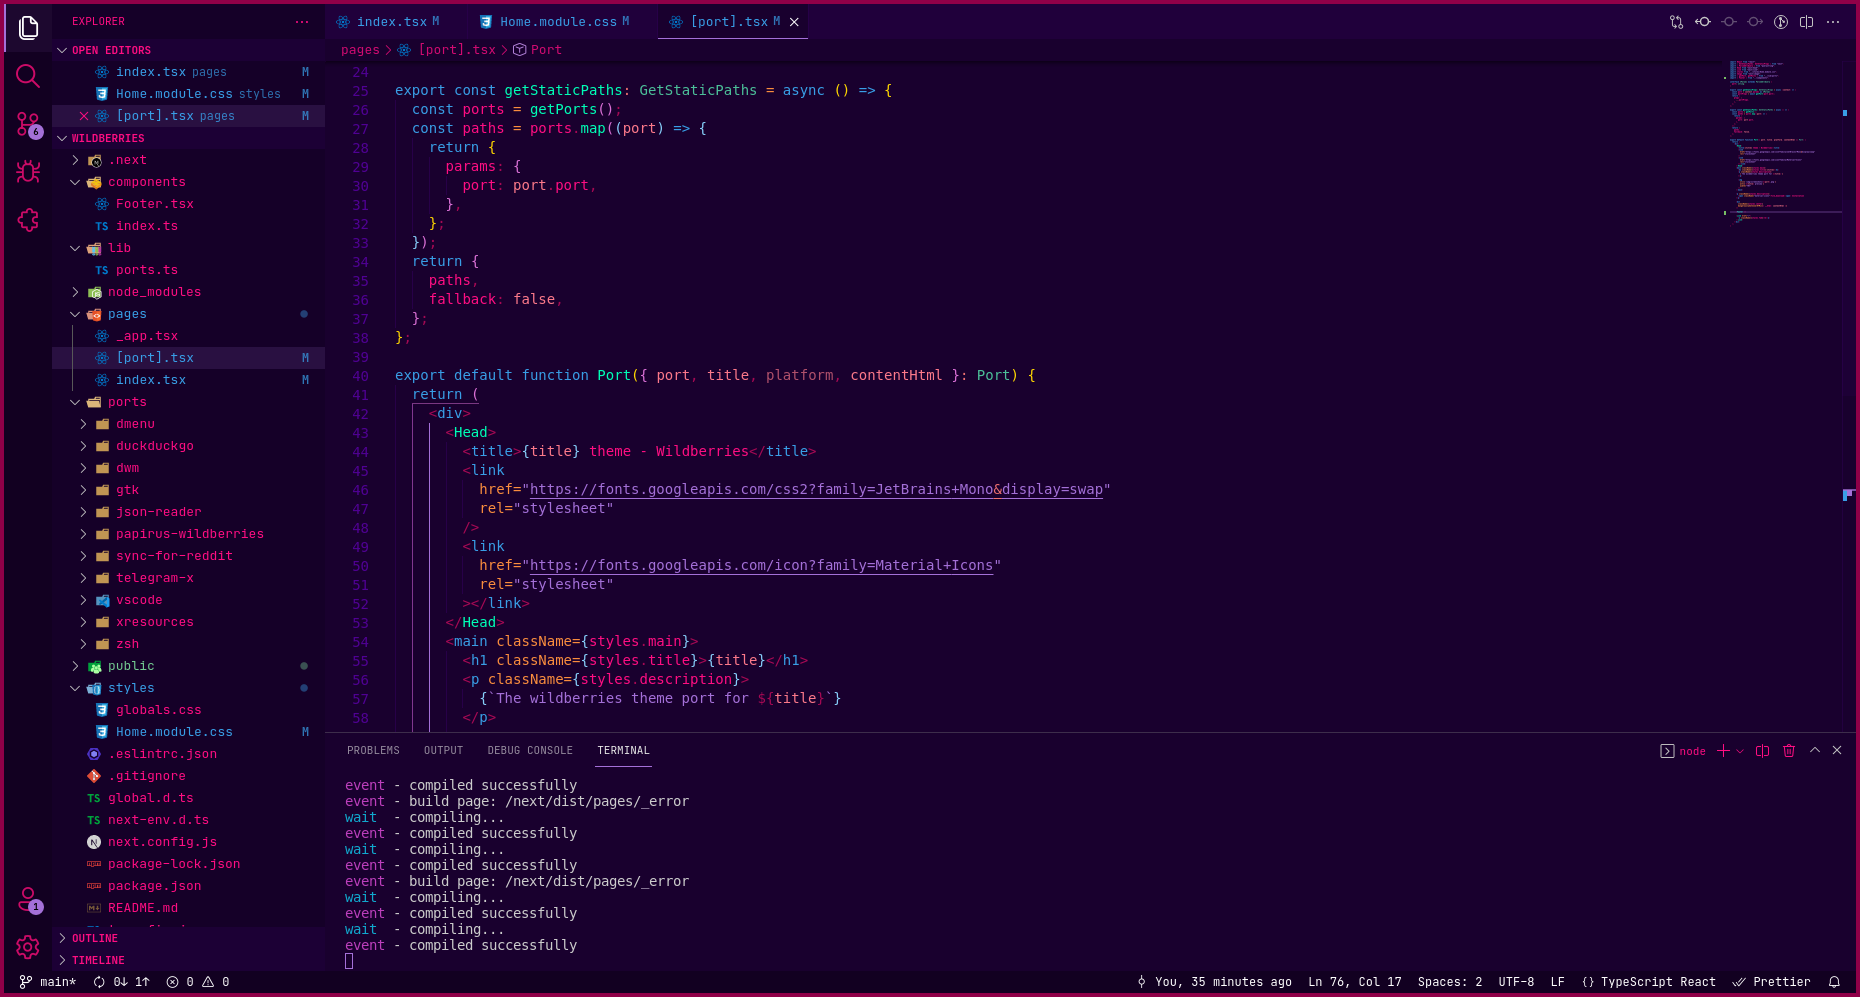 EXPLORER
OPEN EDITORS
index.tsx pages M
Home.module.css styles M
[port].tsx pages M
WILDBERRIES
.next
components
Footer.tsx
index.ts
lib
ports.ts
node_modules
pages
_app.tsx
[port].tsx M
index.tsx M
ports
dmenu
duckduckgo
dwm
gtk
json-reader
papirus-wildberries
sync-for-reddit
telegram-x
vscode
xresources
zsh
public
styles
globals.css
Home.module.css M
.eslintrc.json
.gitignore
global.d.ts
next-env.d.ts
next.config.js
package-lock.json
package.json
README.md
OUTLINE
TIMELINE
6
1
index.tsx M
Home.module.css M
[port].tsx M
pages > [port].tsx > Port
24
25 export const getStaticPaths: GetStaticPaths = async () => {
26 const ports = getPorts();
27 const paths = ports.map((port) => {
28 return {
29 params: {
30 port: port.port,
31 },
32 };
33 });
34 return {
35 paths,
36 fallback: false,
37 };
38 };
39
40 export default function Port({ port, title, platform, contentHtml }: Port) {
41 return (
42 <div>
43 <Head>
44 <title>{title} theme - Wildberries</title>
45 <link
46 href="https://fonts.googleapis.com/css2?family=JetBrains+Mono&display=swap"
47 rel="stylesheet"
48 />
49 <link
50 href="https://fonts.googleapis.com/icon?family=Material+Icons"
51 rel="stylesheet"
52 ></link>
53 </Head>
54 <main className={styles.main}>
55 <h1 className={styles.title}>{title}</h1>
56 <p className={styles.description}>
57 {`The wildberries theme port for ${title}`}
58 </p>
PROBLEMS OUTPUT DEBUG CONSOLE TERMINAL
node
event - compiled successfully
event - build page: /next/dist/pages/_error
wait - compiling...
event - compiled successfully
wait - compiling...
event - compiled successfully
event - build page: /next/dist/pages/_error
wait - compiling...
event - compiled successfully
wait - compiling...
event - compiled successfully
main* 0↓ 1↑ 0 0
You, 35 minutes ago Ln 76, Col 17 Spaces: 2 UTF-8 LF {} TypeScript React Prettier